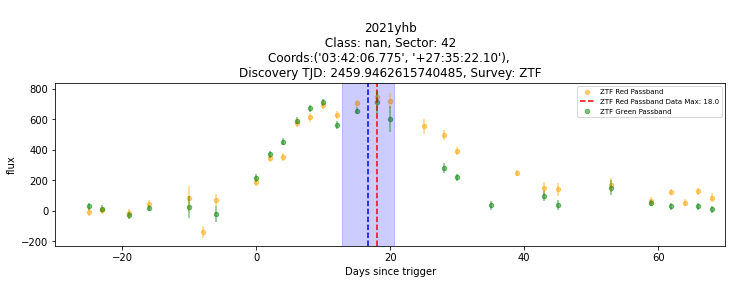 2021yhb
Class: nan, Sector: 42
Coords:('03:42:06.775', '+27:35:22.10'),
Discovery TJD: 2459.9462615740485, Survey: ZTF
800
600
400
200
0
−200
flux
ZTF Red Passband
ZTF Red Passband Data Max: 18.0
ZTF Green Passband
−20
0
20
40
60
Days since trigger